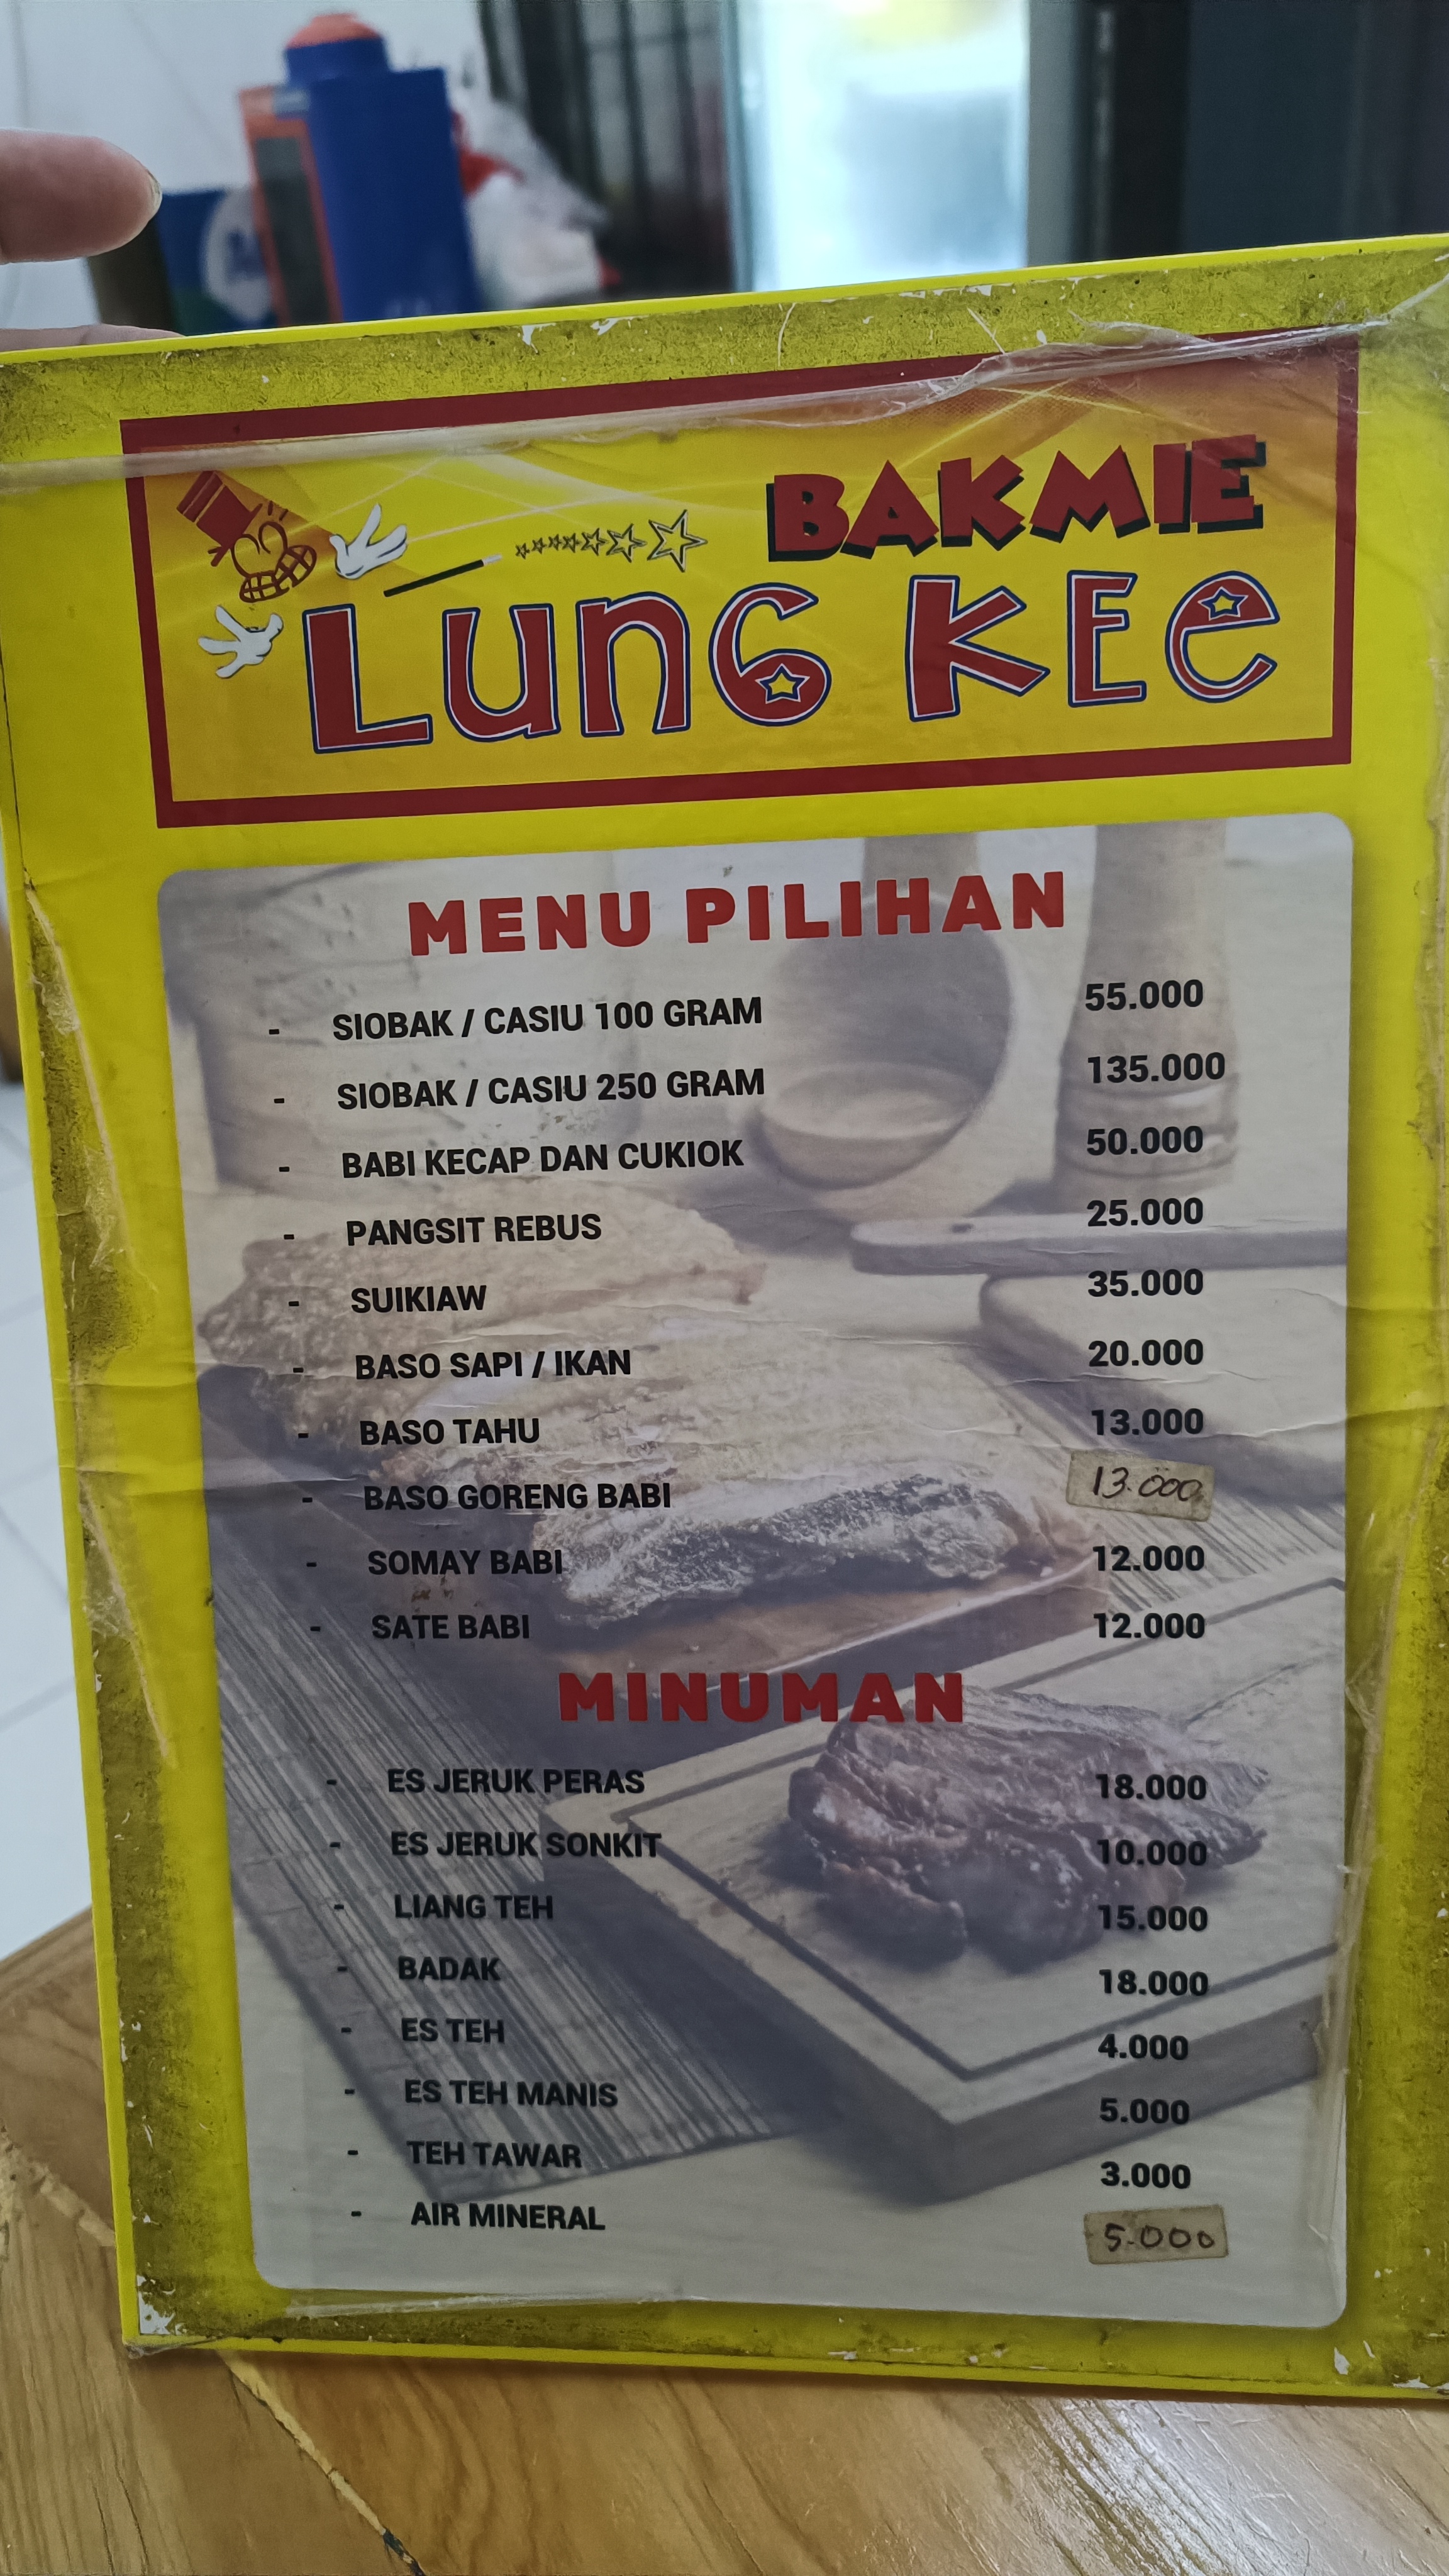 BAKMIE
LUNG KEE
MENU PILIHAN
- SIOBAK / CASIU 100 GRAM 55.000
- SIOBAK / CASIU 250 GRAM 135.000
- BABI KECAP DAN CUKIOK 50.000
- PANGSIT REBUS 25.000
- SUIKIAW 35.000
- BASO SAPI / IKAN 20.000
- BASO TAHU 13.000
- BASO GORENG BABI 13.000
- SOMAY BABI 12.000
- SATE BABI 12.000
MINUMAN
- ES JERUK PERAS 18.000
- ES JERUK SONKIT 10.000
- LIANG TEH 15.000
- BADAK 18.000
- ES TEH 4.000
- ES TEH MANIS 5.000
- TEH TAWAR 3.000
- AIR MINERAL 5.000